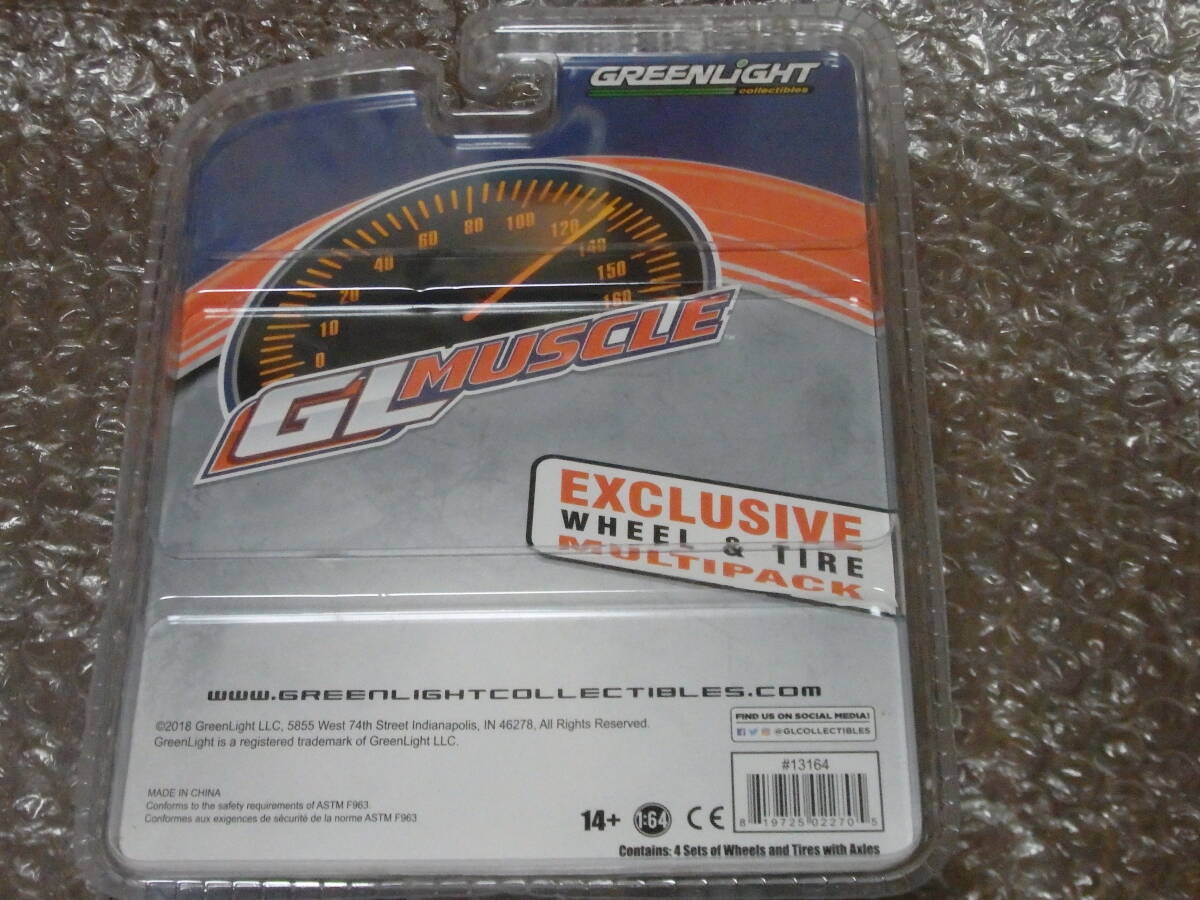 GREENLiGHT
collectibles
0
10
20
40
60
80
100
120
140
150
160
GL MUSCLE™
EXCLUSIVE
WHEEL & TIRE
MULTIPACK
WWW.GREENLIGHTCOLLECTIBLES.COM
©2018 GreenLight LLC, 5855 West 74th Street Indianapolis, IN 46278, All Rights Reserved.
GreenLight is a registered trademark of GreenLight LLC.
FIND US ON SOCIAL MEDIA!
@GLCOLLECTIBLES
#13164
8 19725 02270 5
MADE IN CHINA
Conforms to the safety requirements of ASTM F963.
Conformes aux exigences de sécurité de la norme ASTM F963
14+ 1:64 CE
Contains: 4 Sets of Wheels and Tires with Axles